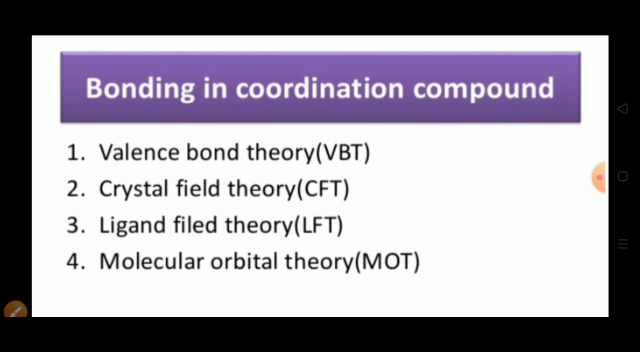 Bonding in coordination compound
1. Valence bond theory(VBT)
2. Crystal field theory(CFT)
3. Ligand filed theory(LFT)
4. Molecular orbital theory(MOT)